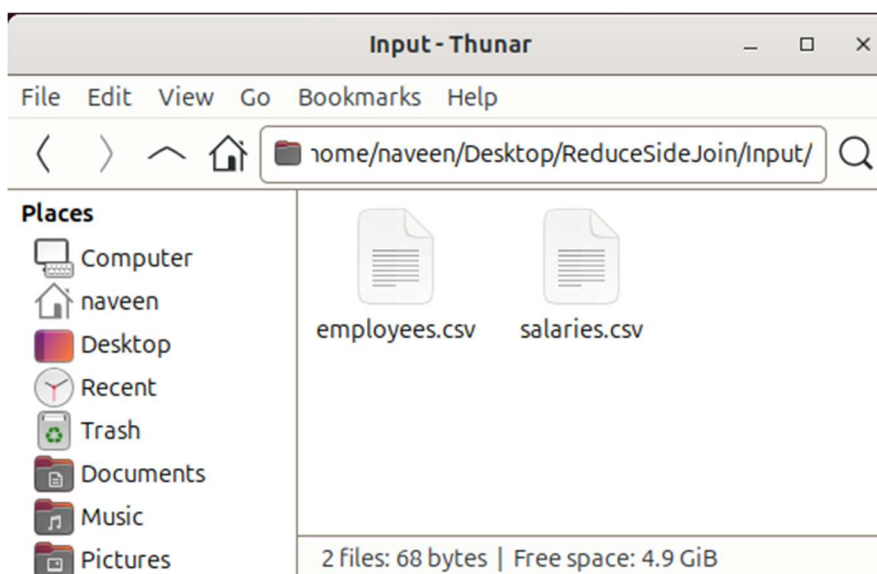 Input - Thunar
File Edit View Go Bookmarks Help
home/naveen/Desktop/ReduceSideJoin/Input/
Places
Computer
naveen
Desktop
Recent
Trash
Documents
Music
Pictures
employees.csv salaries.csv
2 files: 68 bytes | Free space: 4.9 GiB